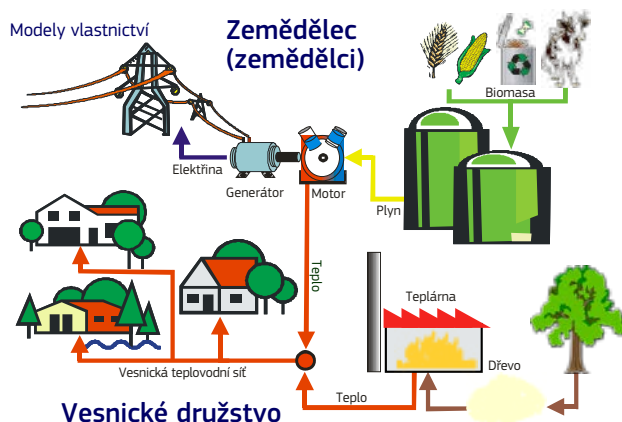 Modely vlastnictví
Zemědělec
(zemědělci)
Biomasa
Elektřina
Generátor
Motor
Plyn
Teplo
Teplárna
Dřevo
Vesnická teplovodní síť
Teplo
Vesnické družstvo